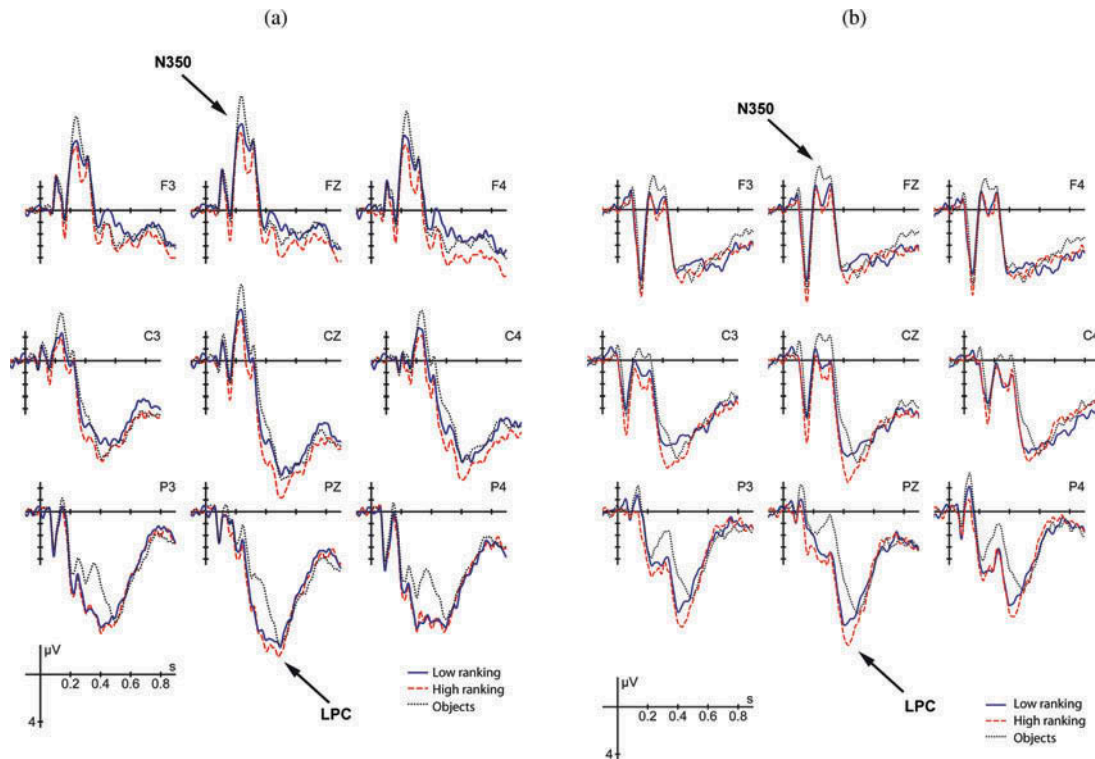 (a)
N350
F3
FZ
F4
C3
CZ
C4
P3
PZ
P4
µV
s
0.2 0.4 0.6 0.8
4
LPC
Low ranking
High ranking
Objects
(b)
N350
F3
FZ
F4
C3
CZ
C4
P3
PZ
P4
µV
s
0.2 0.4 0.6 0.8
4
LPC
Low ranking
High ranking
Objects